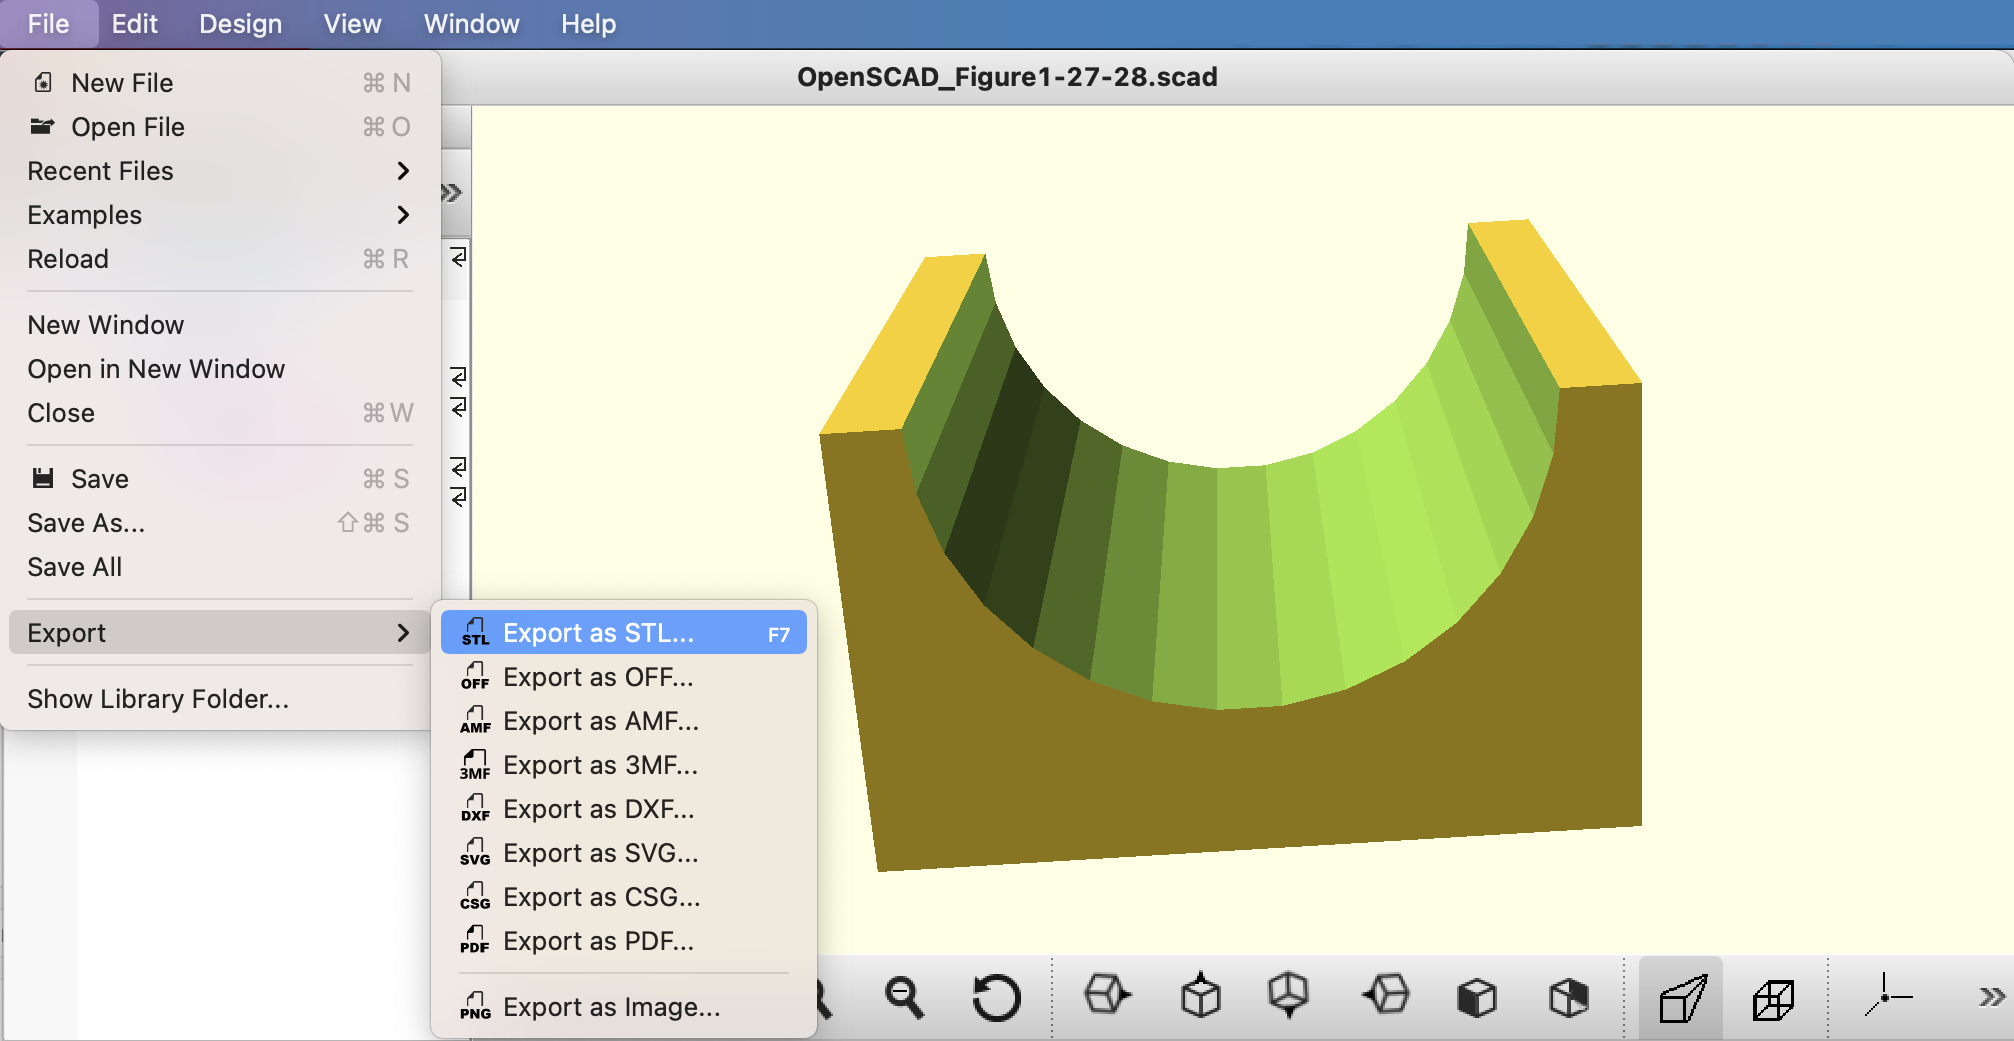 File Edit Design View Window Help
OpenSCAD_Figure1-27-28.scad
New File ⌘ N
Open File ⌘ O
Recent Files
Examples
Reload ⌘ R
New Window
Open in New Window
Close ⌘ W
Save ⌘ S
Save As... ⇧⌘ S
Save All
Export
Show Library Folder...
STL Export as STL... F7
OFF Export as OFF...
AMF Export as AMF...
3MF Export as 3MF...
DXF Export as DXF...
SVG Export as SVG...
CSG Export as CSG...
PDF Export as PDF...
PNG Export as Image...